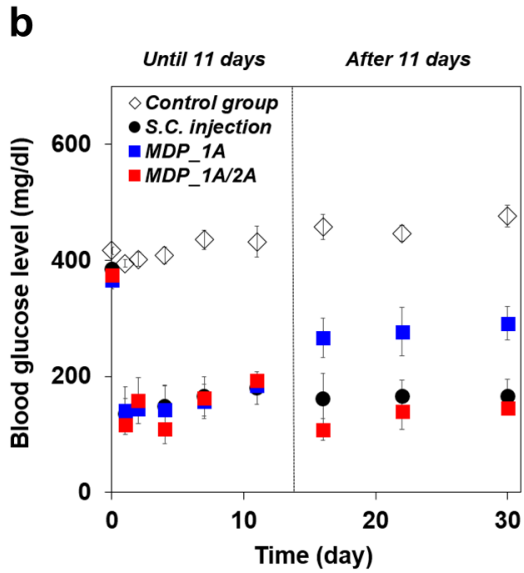 b
Until 11 days
After 11 days
Control group
S.C. injection
MDP_1A
MDP_1A/2A
Blood glucose level (mg/dl)
600
400
200
0
0
10
20
30
Time (day)